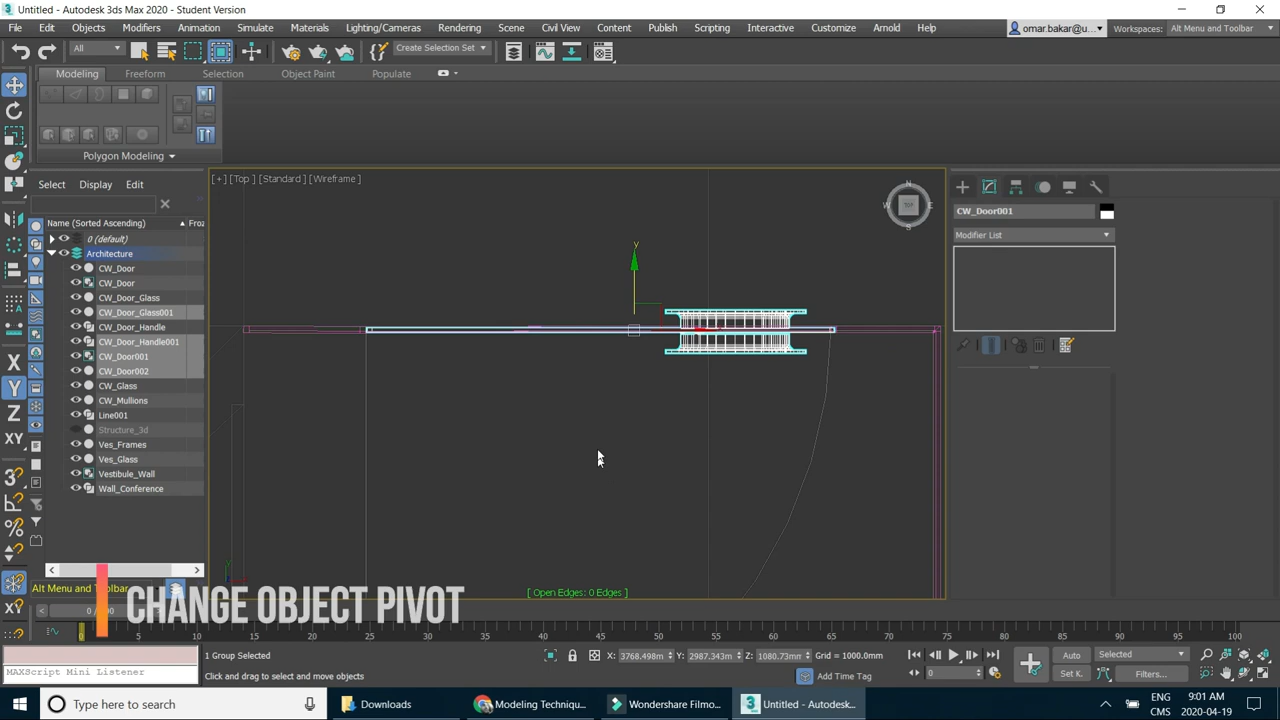 Untitled - Autodesk 3ds Max 2020 - Student Version
File Edit Objects Modifiers Animation Simulate Materials Lighting/Cameras Rendering Scene Civil View Content Publish Scripting Interactive Customize Arnold Help omar.bakar@u... Workspaces: Alt Menu and Toolbar
All Create Selection Set
Modeling Freeform Selection Object Paint Populate
Polygon Modeling
Select Display Edit
[+] [Top ] [Standard ] [Wireframe ]
N
W TOP E
S
CW_Door001
Modifier List
Name (Sorted Ascending) Froz
0 (default)
Architecture
CW_Door
CW_Door
CW_Door_Glass
CW_Door_Glass001
CW_Door_Handle
CW_Door_Handle001
CW_Door001
CW_Door002
CW_Glass
CW_Mullions
Line001
Structure_3d
Ves_Frames
Ves_Glass
Vestibule_Wall
Wall_Conference
X
Y
Z
XY
XY
y
[ Open Edges: 0 Edges ]
Alt Menu and Toolbar
CHANGE OBJECT PIVOT
0 5 10 15 20 25 30 35 40 45 50 55 60 65 70 75 80 85 90 95 100
MAXScript Mini Listener
1 Group Selected
Click and drag to select and move objects
X: 3768.498m Y: 2987.343m Z: 1080.73mm Grid = 1000.0mm
Add Time Tag
0
Auto Selected
Set K. Filters...
Type here to search
Downloads
Modeling Techniqu...
Wondershare Filmo...
Untitled - Autodesk...
ENG
CMS
9:01 AM
2020-04-19